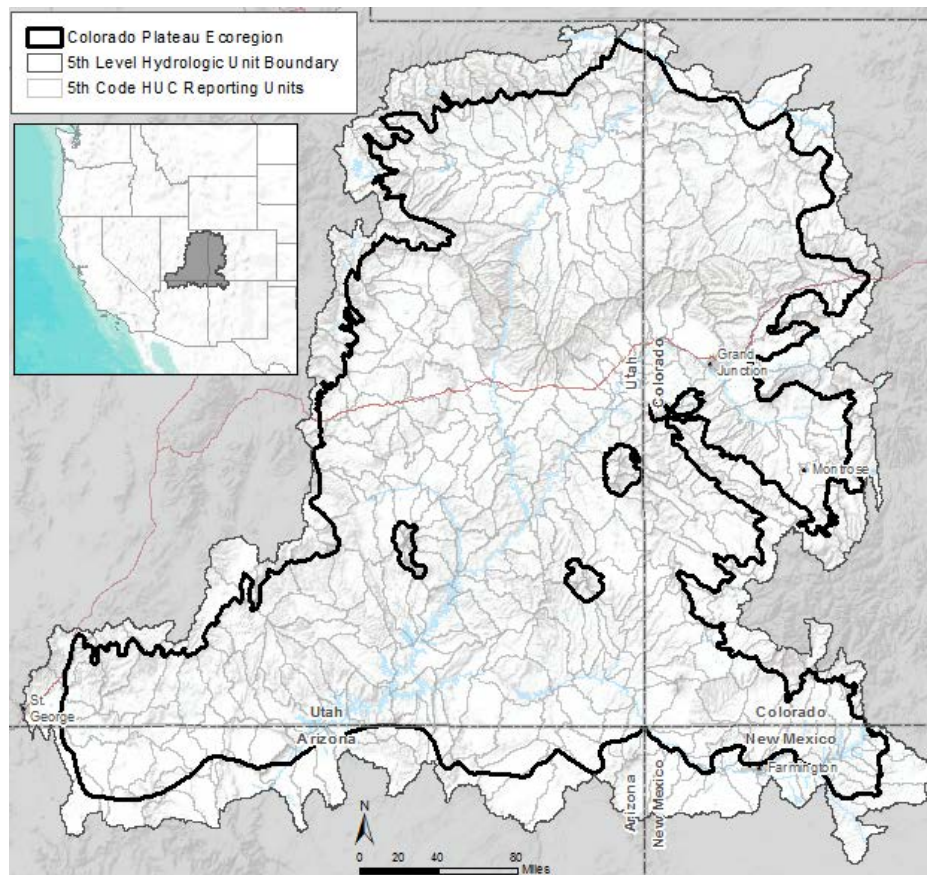 Colorado Plateau Ecoregion
5th Level Hydrologic Unit Boundary
5th Code HUC Reporting Units
Utah
Colorado
Grand
Junction
Montrose
St.
George
Utah
Arizona
Colorado
New Mexico
Farmington
Arizona
New Mexico
N
0 20 40 80
Miles